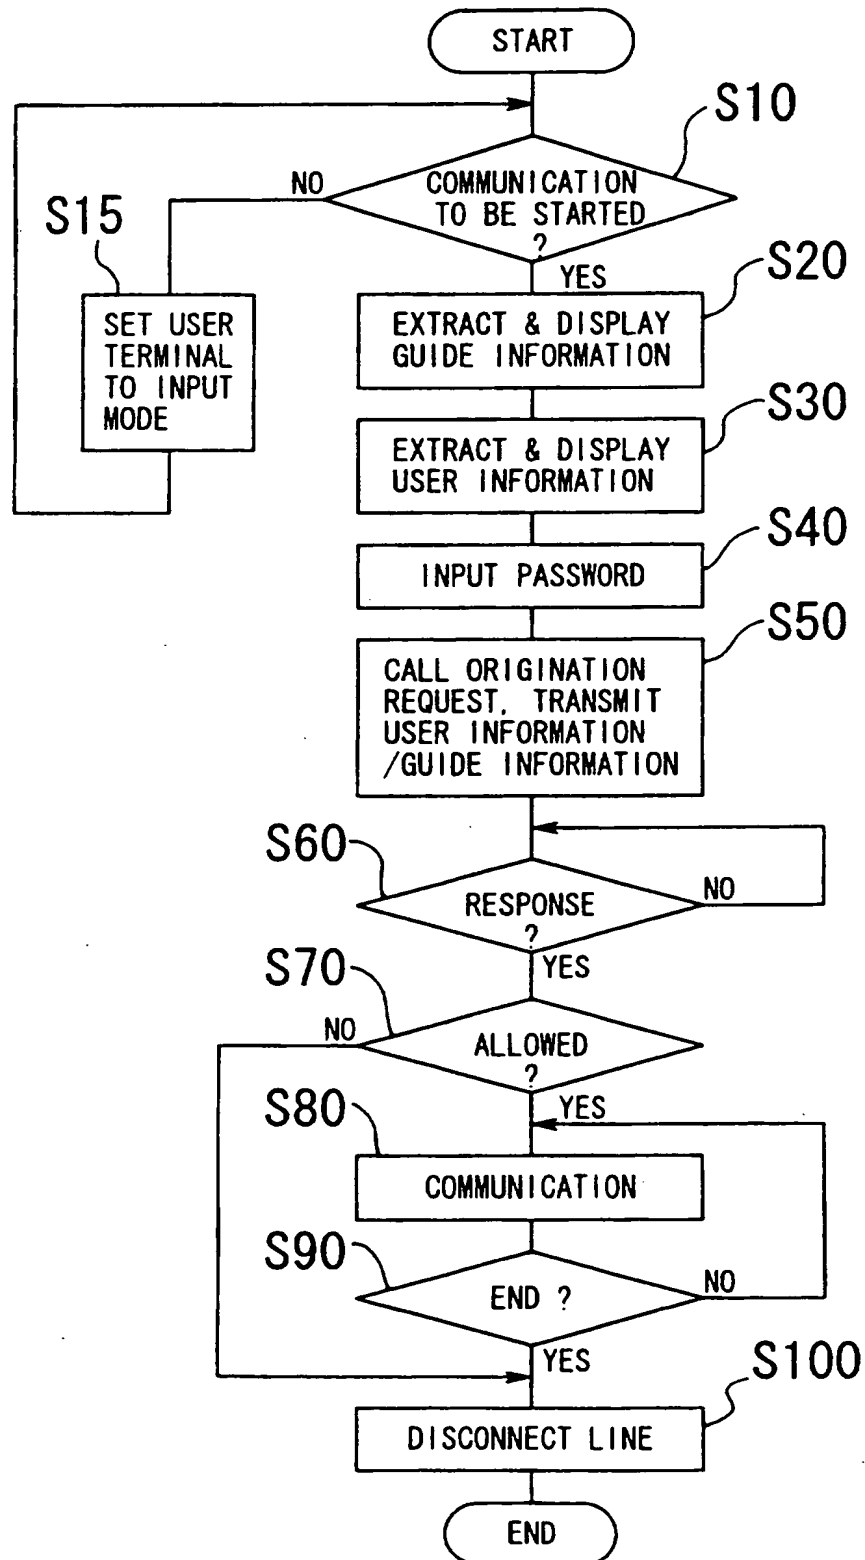 START
S10
NO
COMMUNICATION
TO BE STARTED
?
S15
YES
S20
SET USER
TERMINAL
TO INPUT
MODE
EXTRACT & DISPLAY
GUIDE INFORMATION
S30
EXTRACT & DISPLAY
USER INFORMATION
S40
INPUT PASSWORD
S50
CALL ORIGINATION
REQUEST, TRANSMIT
USER INFORMATION
/GUIDE INFORMATION
S60
RESPONSE
?
NO
YES
S70
NO
ALLOWED
?
YES
S80
COMMUNICATION
S90
END ?
NO
YES
S100
DISCONNECT LINE
END